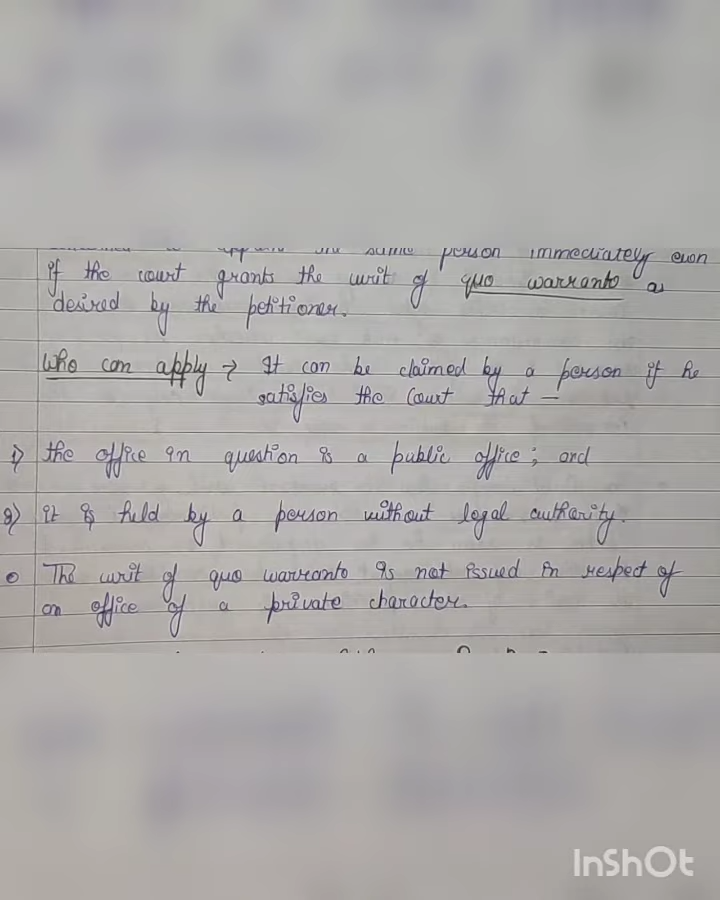 same person immediately even
if the court grants the writ of quo warranto as
desired by the petitioner.
Who can apply → It can be claimed by a person if he
satisfies the court that —
1) the office in question is a public office; and
2) it is held by a person without legal authority.
The writ of quo warranto is not issued in respect of
an office of a private character.
InShOt